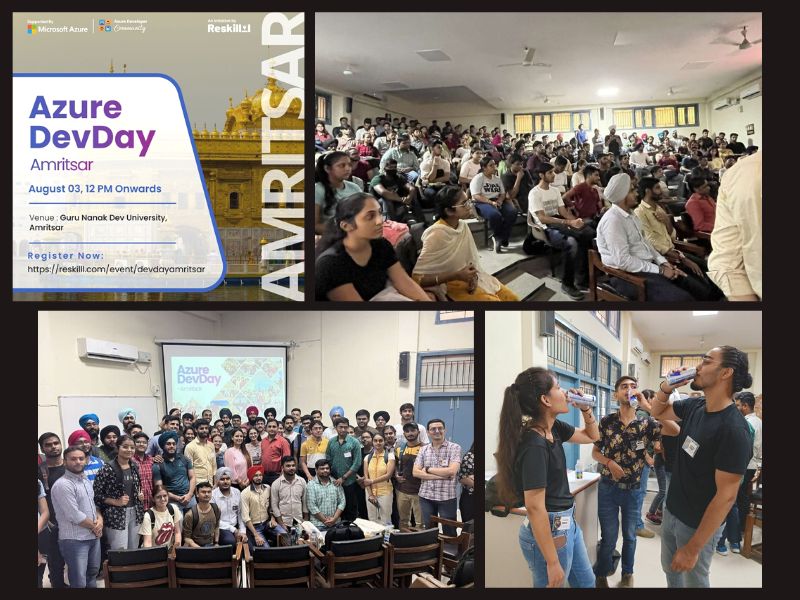 Supported By
Microsoft Azure
Azure Developer
Community
An Initiative by
Reskilll
AMRITSAR
Azure
DevDay
Amritsar
August 03, 12 PM Onwards
Venue : Guru Nanak Dev University,
Amritsar
Register Now:
https://reskilll.com/event/devdayamritsar
Azure
DevDay
Amritsar